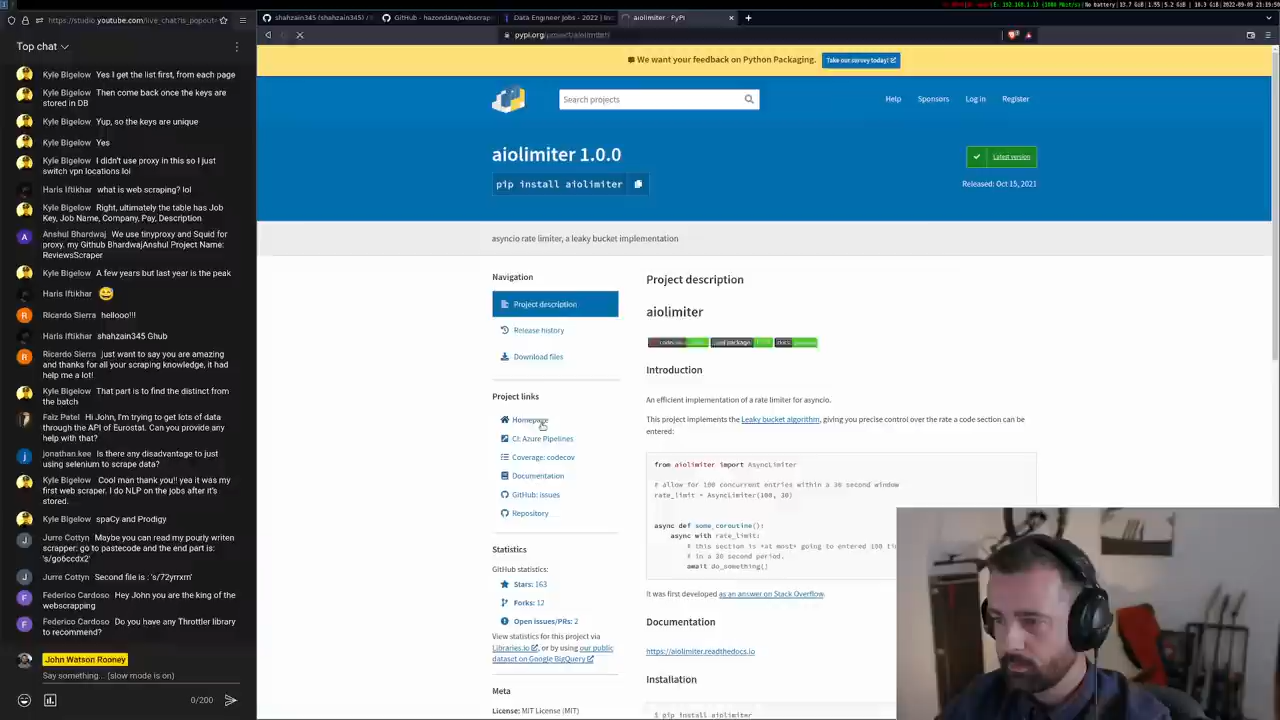 shahzain345 (shahzain345) /
GitHub - hazondata/webscrap
Data Engineer Jobs - 2022 | In
aiolimiter · PyPI
No battery
2022-09-09 21:19:50
pypi.org/project/aiolimiter/
Top chat
Kyle Bigelow Yes I get the list first, from each page
Kyle Bigelow Then come back once the keys are
stored in DB
Kyle Bigelow Yup, so the keys are unique
Kyle Bigelow Yes
Kyle Bigelow I didn't use proxy in this so I just
switch vpn locations lol
Haris Iftikhar what is web scraping? lol
Kyle Bigelow Right, ultimately the table has Job
Key, Job Name, Company, Pay, Description
Anshul Bhardwaj We use tinyproxy and Squid for
proxy. my Github BhardwajAnshul Project Name:
ReviewsScraper
Kyle Bigelow A few years but last year is the peak
Haris Iftikhar 😅
Ricardo Sierra hellooo!!!
Haris Iftikhar shahzain345 Ghub
Ricardo Sierra just want to say you are amazing
and thanks for all your scraping knowledge, it had
help me a lot!
Kyle Bigelow That part is to find the distinct from
the batch
Faiz Patel Hi John, I'm trying to get lots of data
through the API of Eurostat. Can you provide any
help with that?
jonathan.kee Is there any disadvantage to just
using selenium to scrape data?
Kyle Bigelow Cool man thank you!! yea it was my
first web scraper. I do NLP on the jobs after it's
stored.
Kyle Bigelow spaCy and Prodigy
Jurre Cottyn Maybe you can read my purly writen
scrapper: go to pastecode and the end part is:
's/go6ccdx2'
Jurre Cottyn Second file is : 's/72yrrxrn'
Federico Cardoso Hey John you are the king of the
webscrapping
Federico Cardoso Do you have any Throttler library
to recommend?
John Watson Rooney
Say something... (slow mode is on)
0/200
We want your feedback on Python Packaging.
Take our survey today!
Search projects
Help
Sponsors
Log in
Register
aiolimiter 1.0.0
pip install aiolimiter
Latest version
Released: Oct 15, 2021
asyncio rate limiter, a leaky bucket implementation
Navigation
Project description
Release history
Download files
Project links
Homepage
CI: Azure Pipelines
Coverage: codecov
Documentation
GitHub: issues
Repository
Statistics
GitHub statistics:
Stars: 163
Forks: 12
Open issues/PRs: 2
View statistics for this project via
Libraries.io, or by using our public
dataset on Google BigQuery
Meta
License: MIT License (MIT)
Project description
aiolimiter
Introduction
An efficient implementation of a rate limiter for asyncio.
This project implements the Leaky bucket algorithm, giving you precise control over the rate a code section can be
entered:
from aiolimiter import AsyncLimiter
# allow for 100 concurrent entries within a 30 second window
rate_limit = AsyncLimiter(100, 30)
async def some_coroutine():
async with rate_limit:
# this section is *at most* going to entered 100 ti
# in a 30 second period.
await do_something()
It was first developed as an answer on Stack Overflow.
Documentation
https://aiolimiter.readthedocs.io
Installation
$ pip install aiolimiter